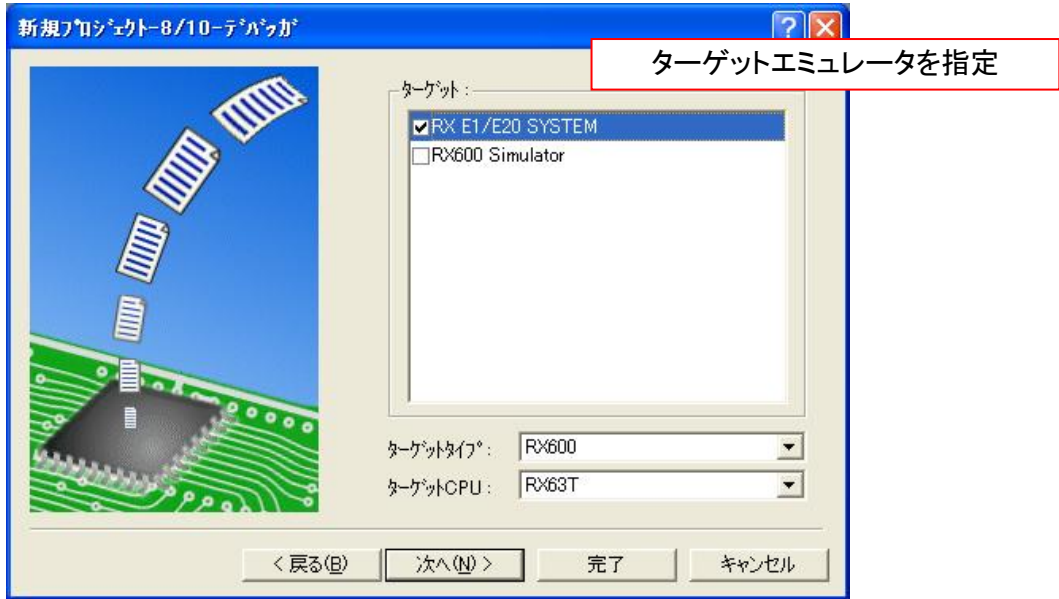 新規ﾌﾟﾛｼﾞｪｸﾄ-8/10-ﾃﾞﾊﾞｯｶﾞ
ターゲットエミュレータを指定
ﾀｰｹﾞｯﾄ :
RX E1/E20 SYSTEM
RX600 Simulator
ﾀｰｹﾞｯﾄﾀｲﾌﾟ : RX600
ﾀｰｹﾞｯﾄCPU : RX63T
< 戻る(B) 次へ(N) > 完了 キャンセル